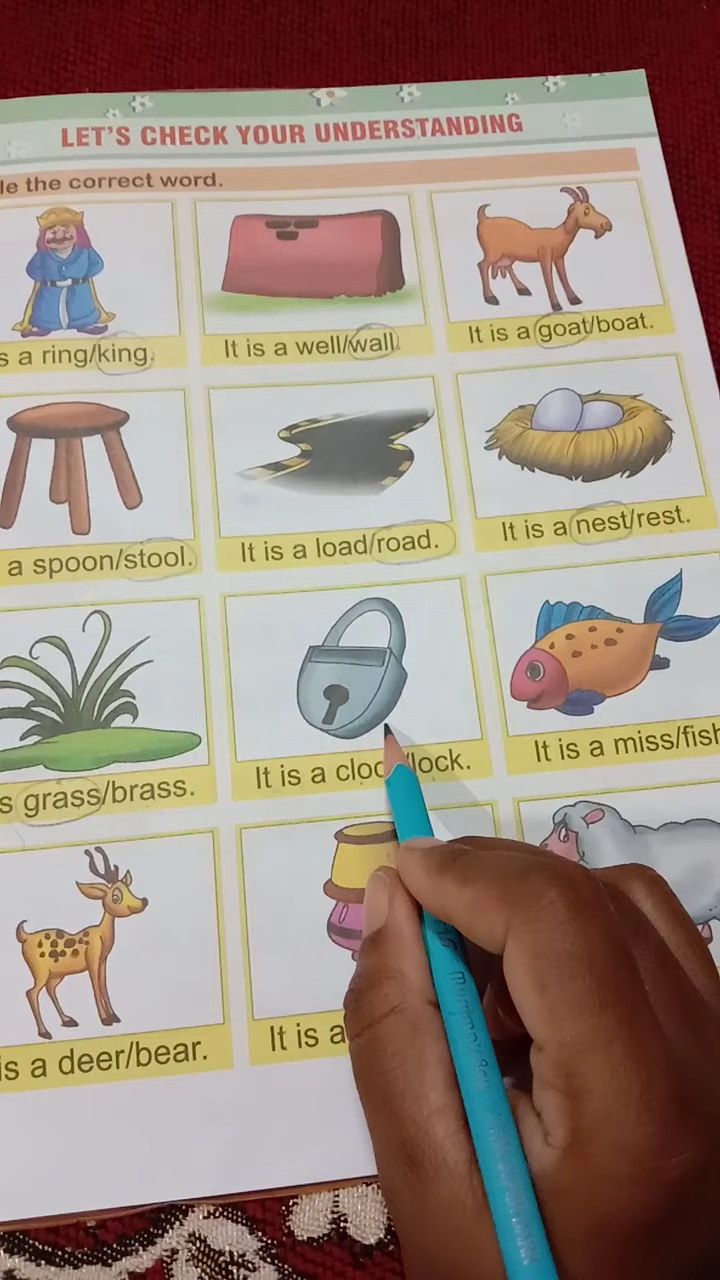 LET'S CHECK YOUR UNDERSTANDING
le the correct word.
s a ring/king.
It is a well/wall.
It is a goat/boat.
a spoon/stool.
It is a load/road.
It is a nest/rest.
s grass/brass.
It is a cloc /lock.
It is a miss/fish
is a deer/bear.
It is a